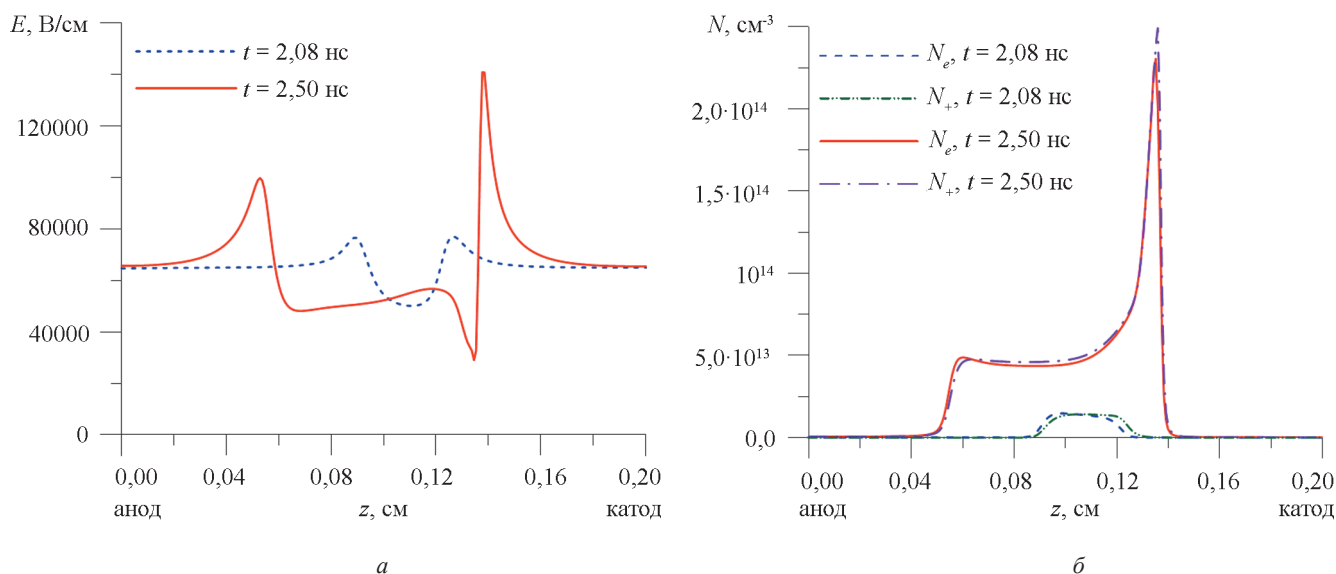 E, В/см
t = 2,08 нс
t = 2,50 нс
120000
80000
40000
0
0,00
0,04
0,08
0,12
0,16
0,20
анод
z, см
катод
а
N, см-3
Ne, t = 2,08 нс
N+, t = 2,08 нс
Ne, t = 2,50 нс
N+, t = 2,50 нс
2,0·10¹⁴
1,5·10¹⁴
10¹⁴
5,0·10¹³
0,0
0,00
0,04
0,08
0,12
0,16
0,20
анод
z, см
катод
б